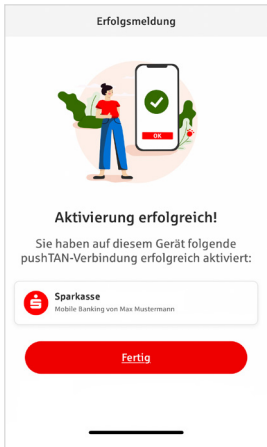 Erfolgsmeldung
OK
Aktivierung erfolgreich!
Sie haben auf diesem Gerät folgende
pushTAN-Verbindung erfolgreich aktiviert:
Sparkasse
Mobile Banking von Max Mustermann
Fertig